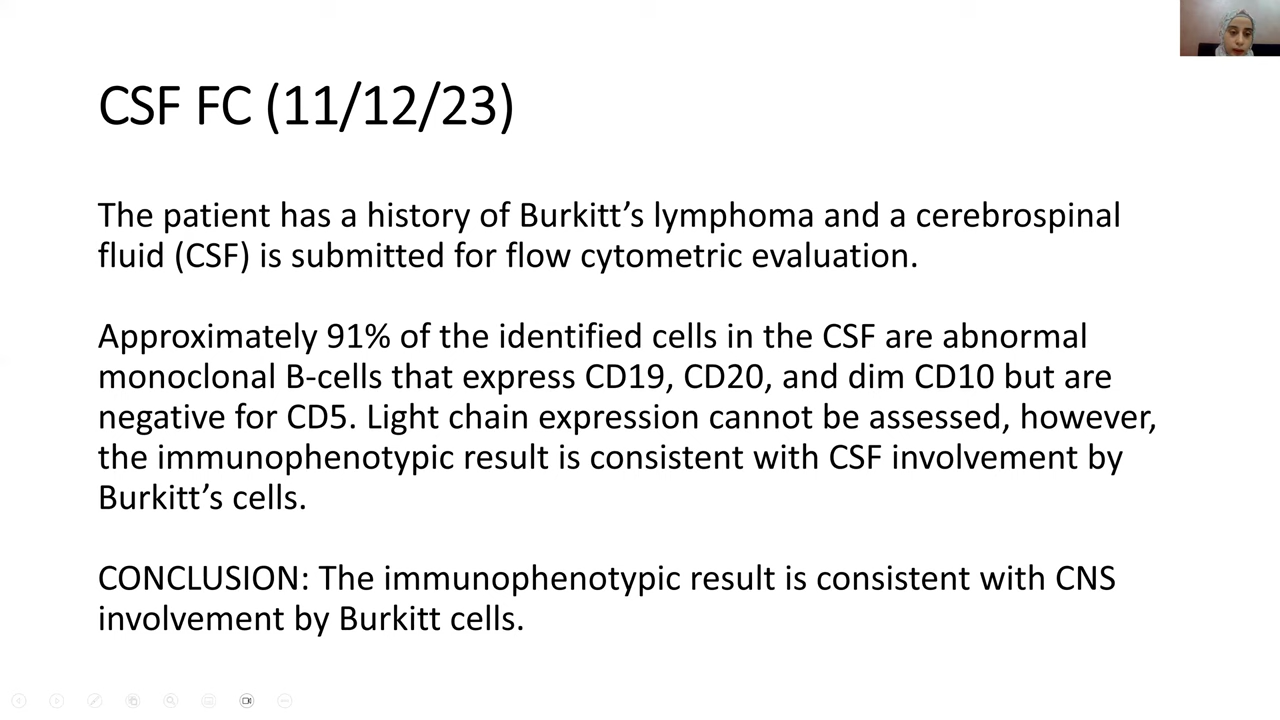 CSF FC (11/12/23)
The patient has a history of Burkitt’s lymphoma and a cerebrospinal
fluid (CSF) is submitted for flow cytometric evaluation.
Approximately 91% of the identified cells in the CSF are abnormal
monoclonal B-cells that express CD19, CD20, and dim CD10 but are
negative for CD5. Light chain expression cannot be assessed, however,
the immunophenotypic result is consistent with CSF involvement by
Burkitt’s cells.
CONCLUSION: The immunophenotypic result is consistent with CNS
involvement by Burkitt cells.